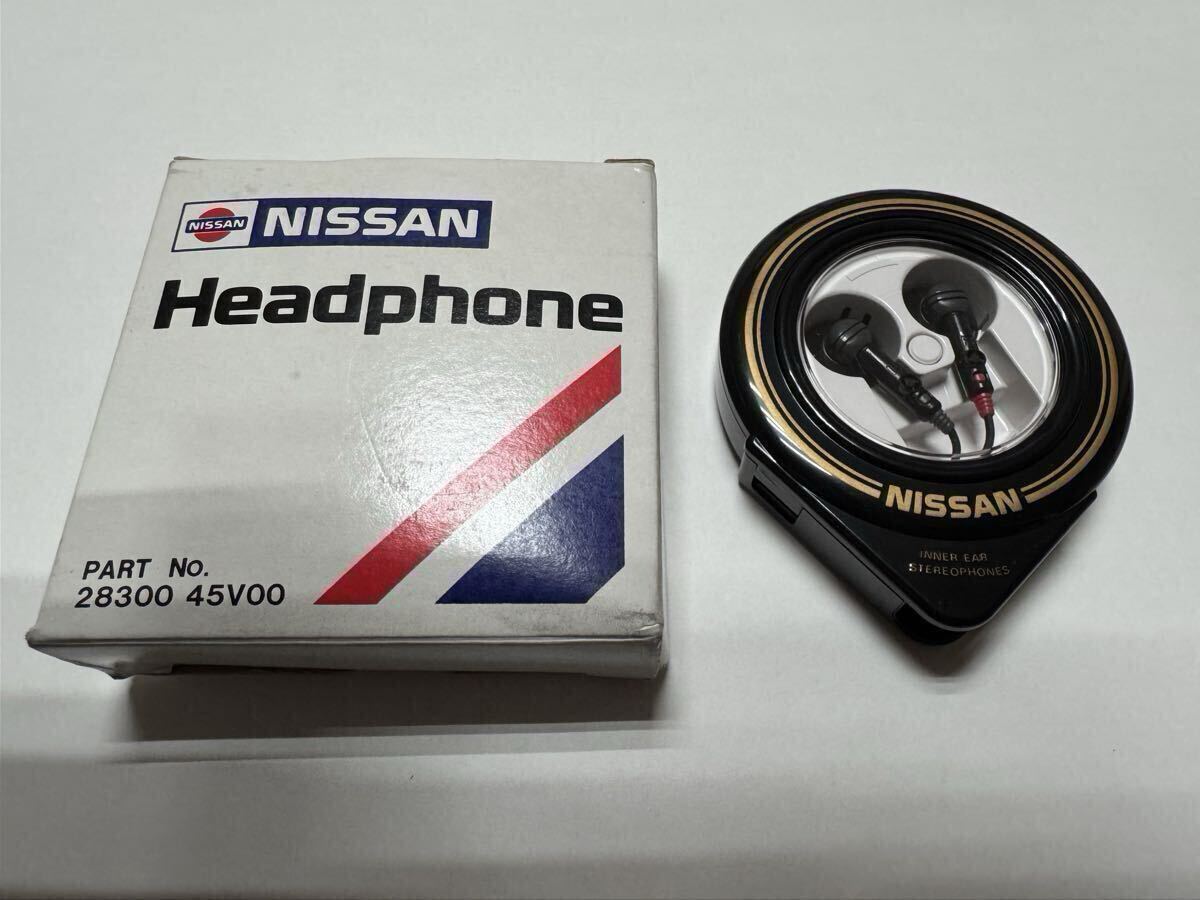 NISSAN NISSAN
Headphone
PART No.
28300 45V00
NISSAN
INNER EAR
STEREOPHONES